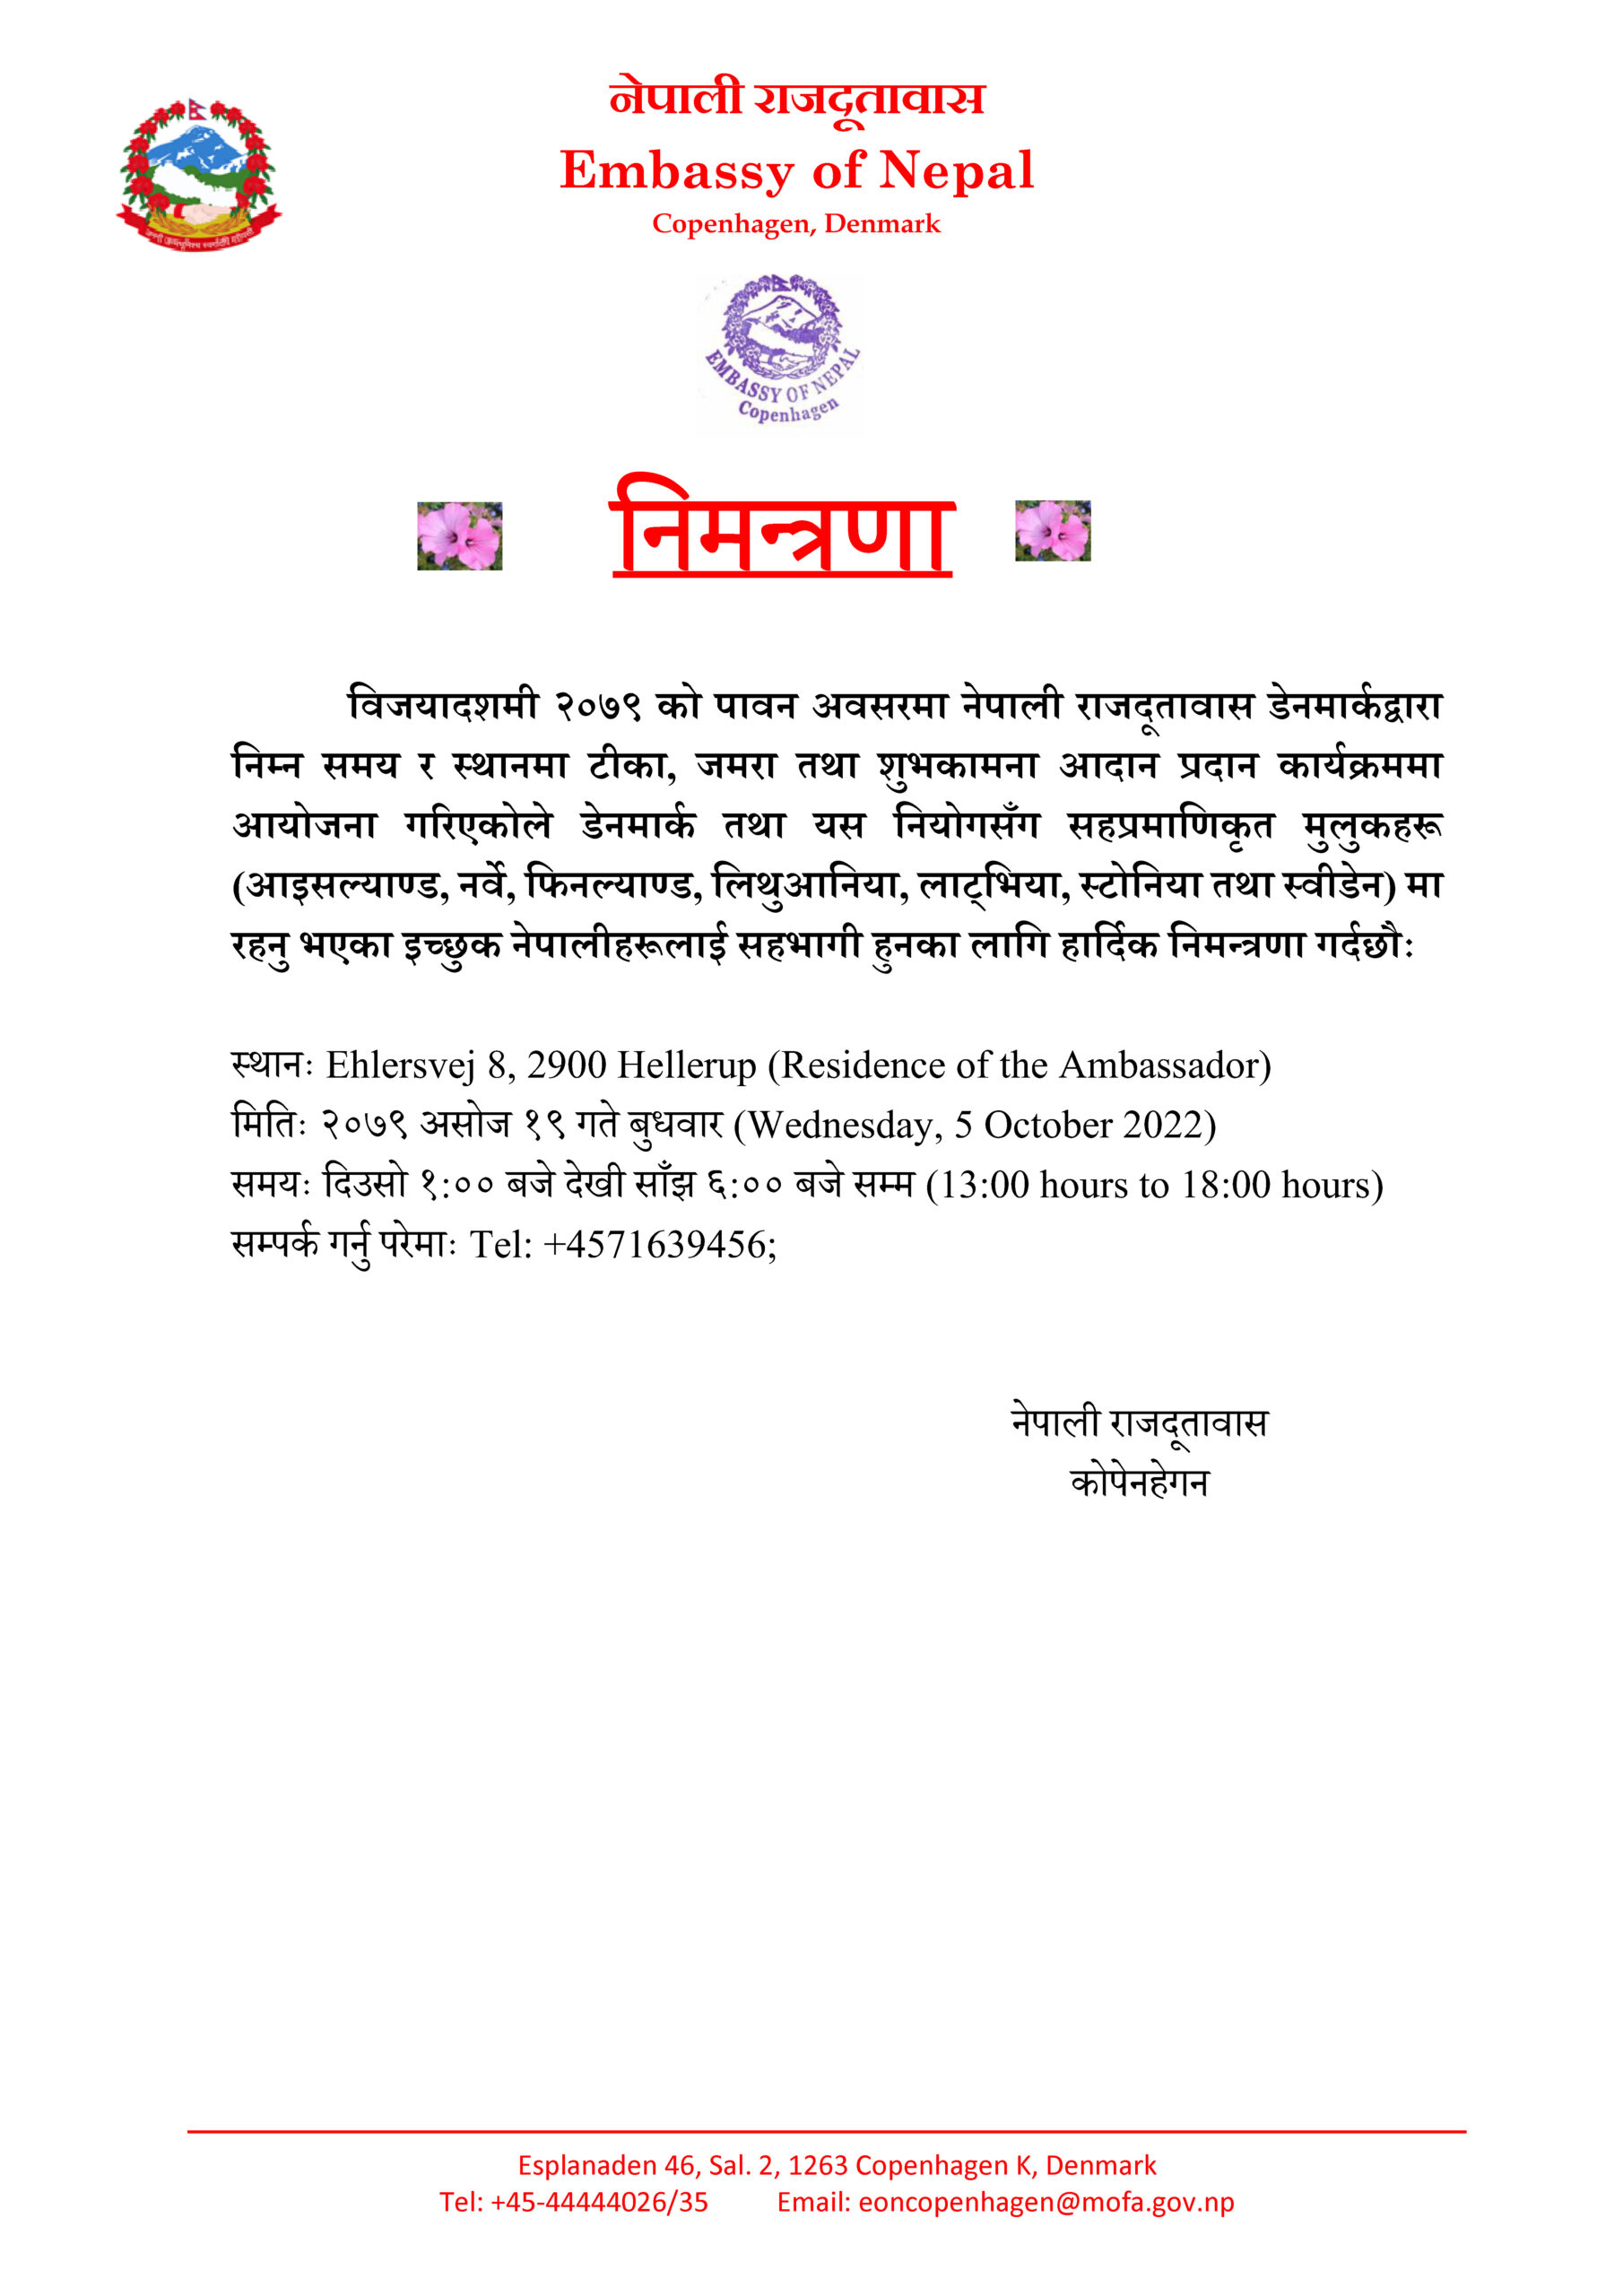 नेपाली राजदूतावास
Embassy of Nepal
Copenhagen, Denmark
EMBASSY OF NEPAL
Copenhagen
निमन्त्रणा
विजयादशमी २०७९ को पावन अवसरमा नेपाली राजदूतावास डेनमार्कद्वारा
निम्न समय र स्थानमा टीका, जमरा तथा शुभकामना आदान प्रदान कार्यक्रममा
आयोजना गरिएकोले डेनमार्क तथा यस नियोगसँग सहप्रमाणिकृत मुलुकहरू
(आइसल्याण्ड, नर्वे, फिनल्याण्ड, लिथुआनिया, लाट्भिया, स्टोनिया तथा स्वीडेन) मा
रहनु भएका इच्छुक नेपालीहरूलाई सहभागी हुनका लागि हार्दिक निमन्त्रणा गर्दछौः
स्थानः Ehlersvej 8, 2900 Hellerup (Residence of the Ambassador)
मितिः २०७९ असोज १९ गते बुधवार (Wednesday, 5 October 2022)
समयः दिउसो १:०० बजे देखी साँझ ६:०० बजे सम्म (13:00 hours to 18:00 hours)
सम्पर्क गर्नु परेमाः Tel: +4571639456;
नेपाली राजदूतावास
कोपेनहेगन
Esplanaden 46, Sal. 2, 1263 Copenhagen K, Denmark
Tel: +45-44444026/35 Email: eoncopenhagen@mofa.gov.np